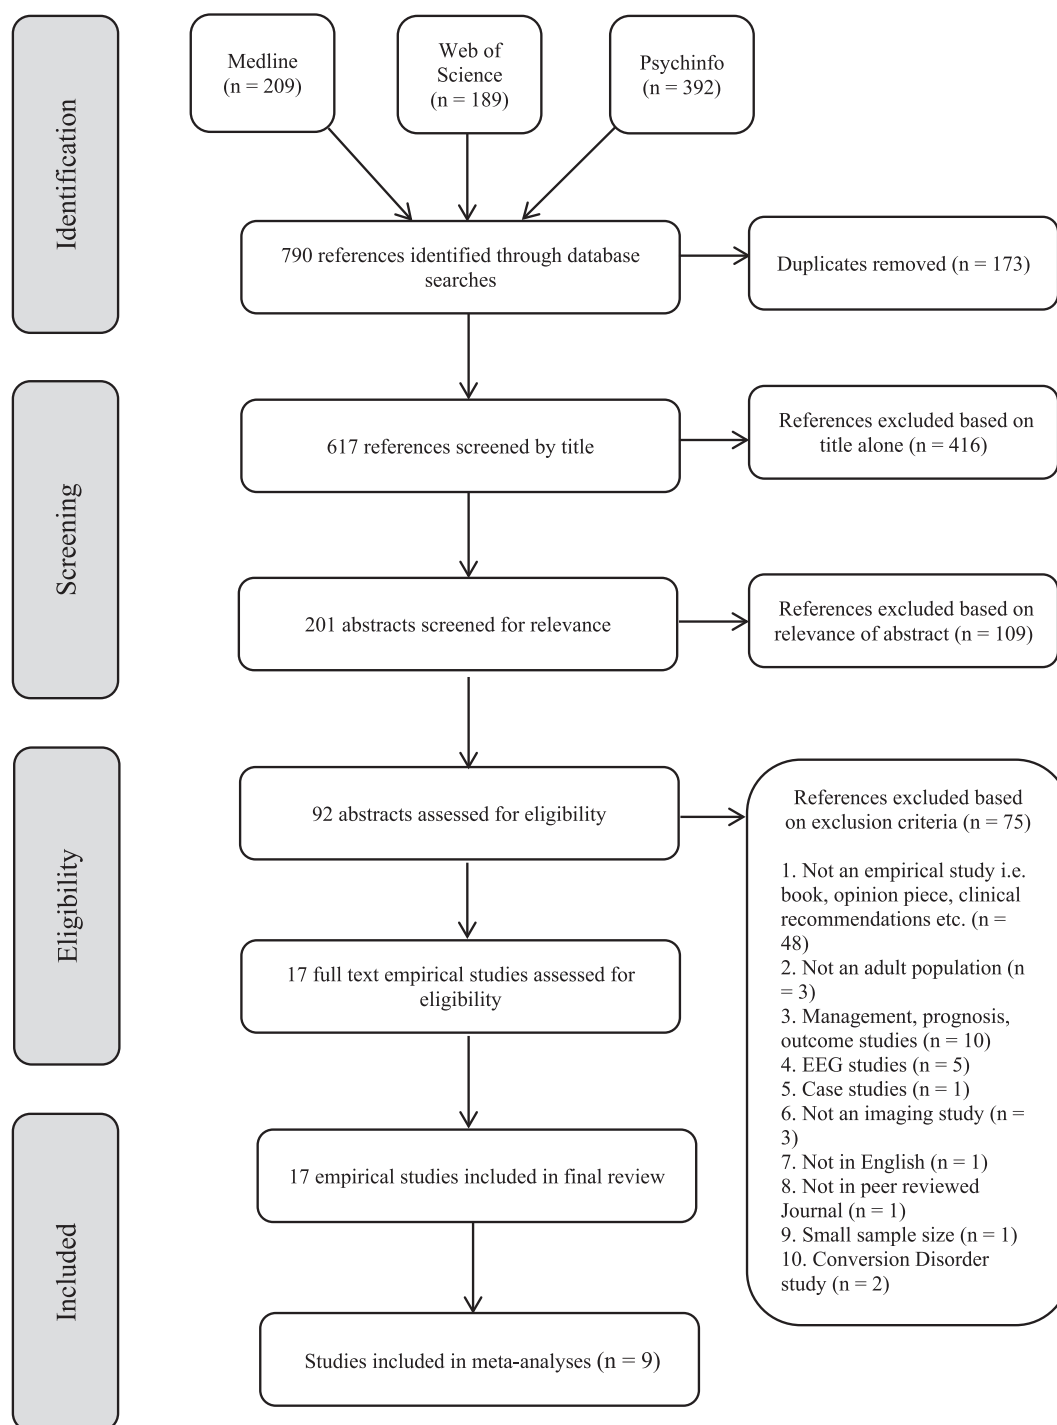 Identification
Medline
(n = 209)
Web of
Science
(n = 189)
Psychinfo
(n = 392)
790 references identified through database
searches
Duplicates removed (n = 173)
Screening
617 references screened by title
References excluded based on
title alone (n = 416)
201 abstracts screened for relevance
References excluded based on
relevance of abstract (n = 109)
Eligibility
92 abstracts assessed for eligibility
References excluded based
on exclusion criteria (n = 75)
1. Not an empirical study i.e.
book, opinion piece, clinical
recommendations etc. (n =
48)
2. Not an adult population (n
= 3)
3. Management, prognosis,
outcome studies (n = 10)
4. EEG studies (n = 5)
5. Case studies (n = 1)
6. Not an imaging study (n =
3)
7. Not in English (n = 1)
8. Not in peer reviewed
Journal (n = 1)
9. Small sample size (n = 1)
10. Conversion Disorder
study (n = 2)
17 full text empirical studies assessed for
eligibility
Included
17 empirical studies included in final review
Studies included in meta-analyses (n = 9)